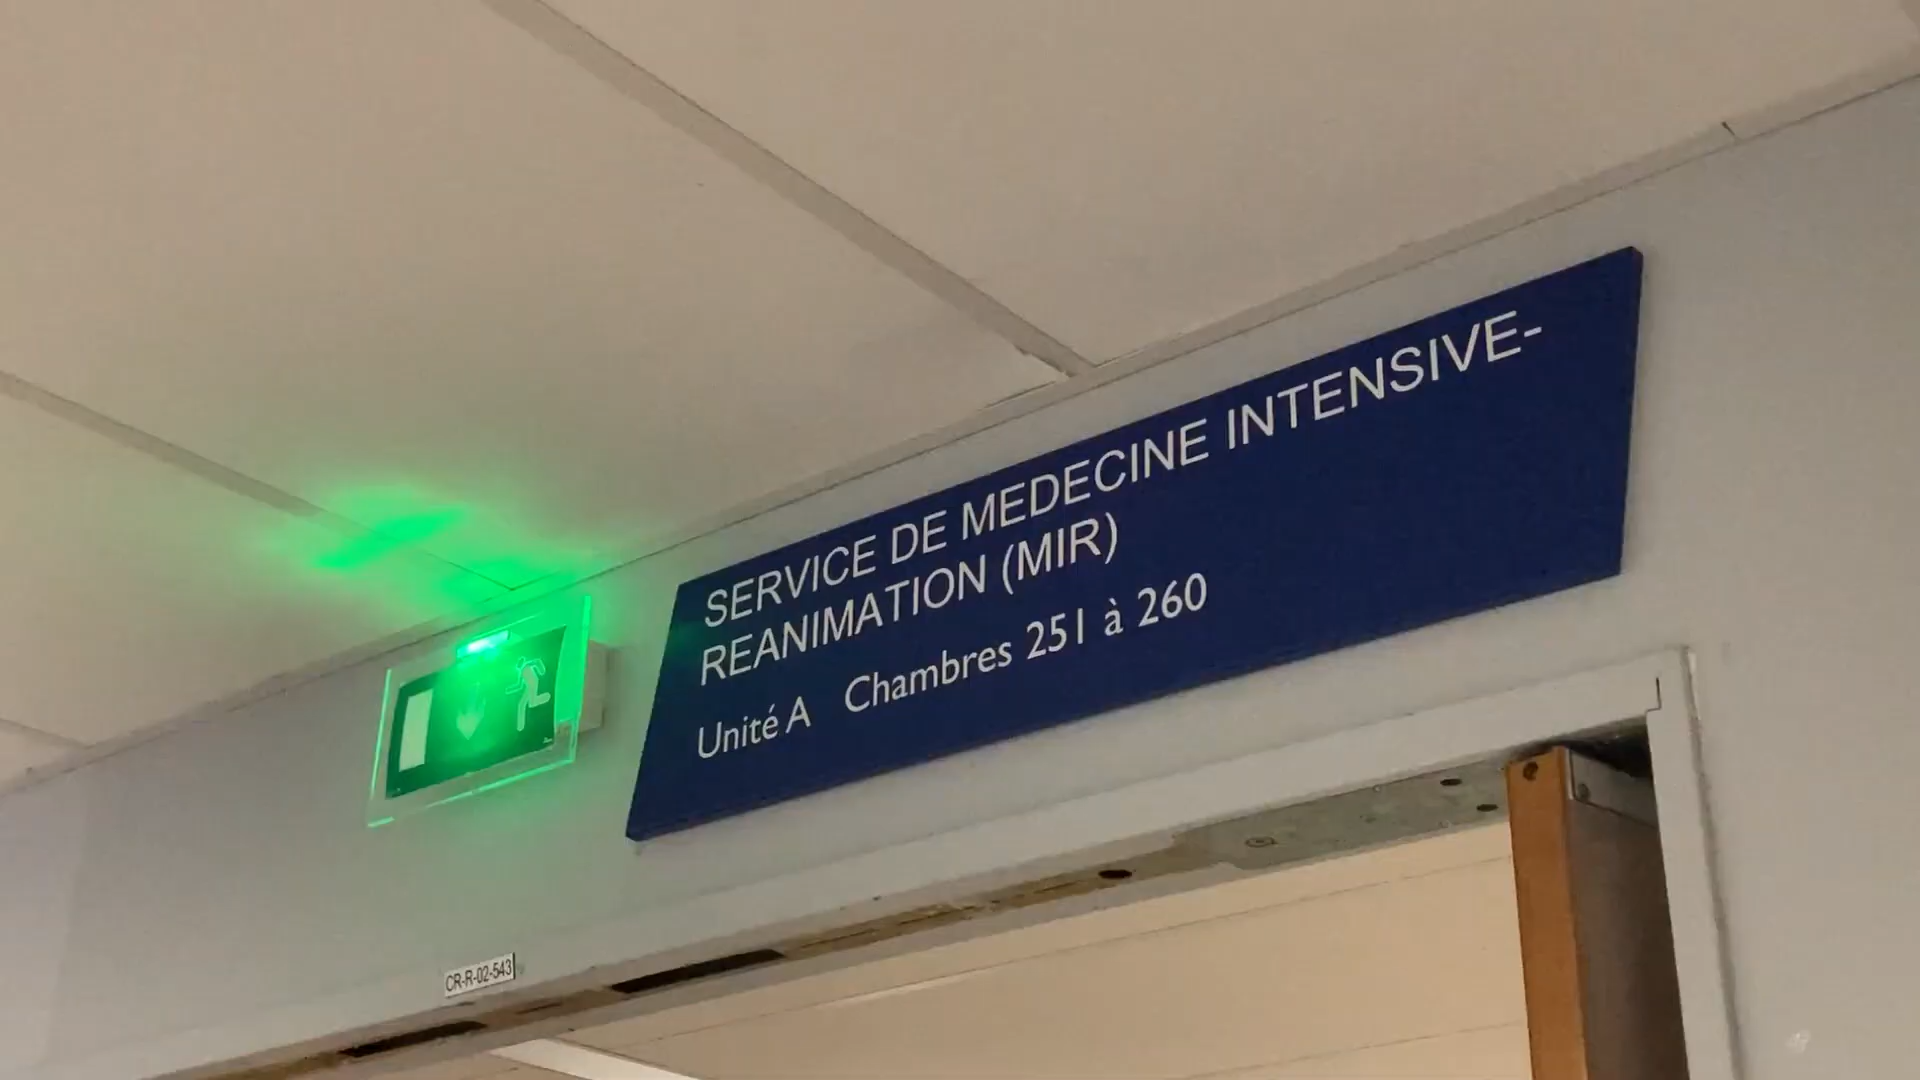 SERVICE DE MEDECINE INTENSIVE-
REANIMATION (MIR)
Unité A Chambres 251 à 260
CR-R-02-543